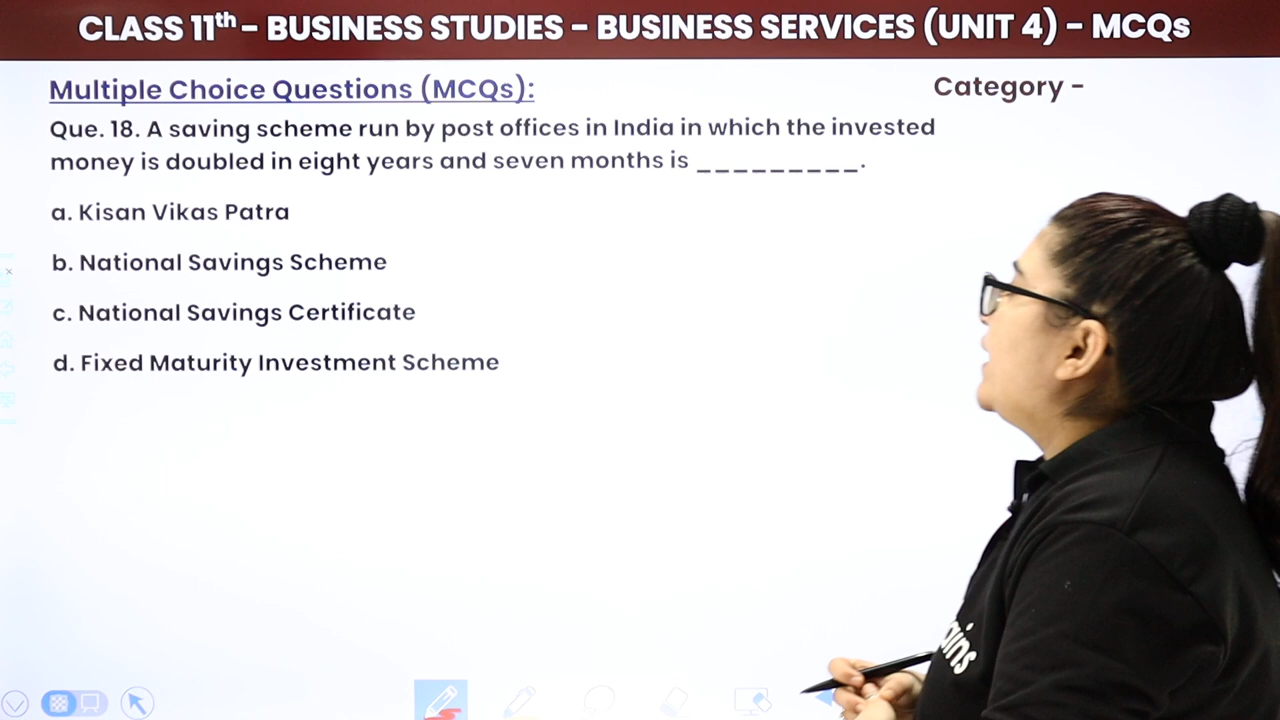 CLASS 11th - BUSINESS STUDIES - BUSINESS SERVICES (UNIT 4) - MCQs
Multiple Choice Questions (MCQs):
Category -
Que. 18. A saving scheme run by post offices in India in which the invested
money is doubled in eight years and seven months is _________.
a. Kisan Vikas Patra
b. National Savings Scheme
c. National Savings Certificate
d. Fixed Maturity Investment Scheme